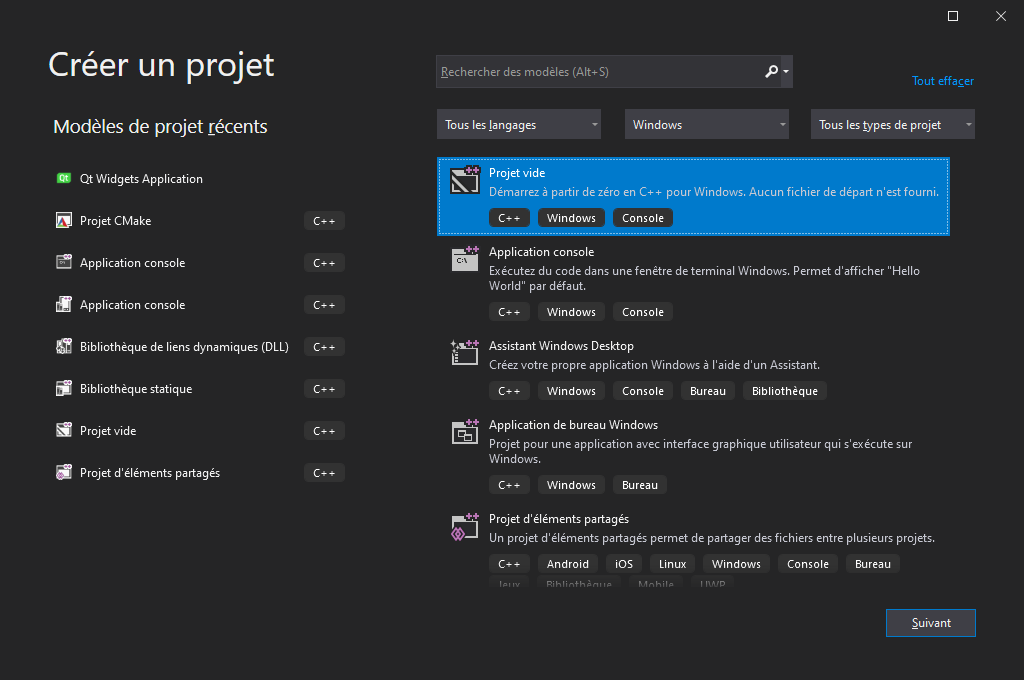 Créer un projet
Rechercher des modèles (Alt+S)
Tout effacer
Modèles de projet récents
Tous les langages
Windows
Tous les types de projet
Qt Qt Widgets Application
Projet CMake C++
Application console C++
Application console C++
Bibliothèque de liens dynamiques (DLL) C++
Bibliothèque statique C++
Projet vide C++
Projet d'éléments partagés C++
Projet vide
Démarrez à partir de zéro en C++ pour Windows. Aucun fichier de départ n'est fourni.
C++ Windows Console
Application console
Exécutez du code dans une fenêtre de terminal Windows. Permet d'afficher "Hello
World" par défaut.
C++ Windows Console
Assistant Windows Desktop
Créez votre propre application Windows à l'aide d'un Assistant.
C++ Windows Console Bureau Bibliothèque
Application de bureau Windows
Projet pour une application avec interface graphique utilisateur qui s'exécute sur
Windows.
C++ Windows Bureau
Projet d'éléments partagés
Un projet d'éléments partagés permet de partager des fichiers entre plusieurs projets.
C++ Android iOS Linux Windows Console Bureau
Jeux Bibliothèque Mobile UWP
Suivant